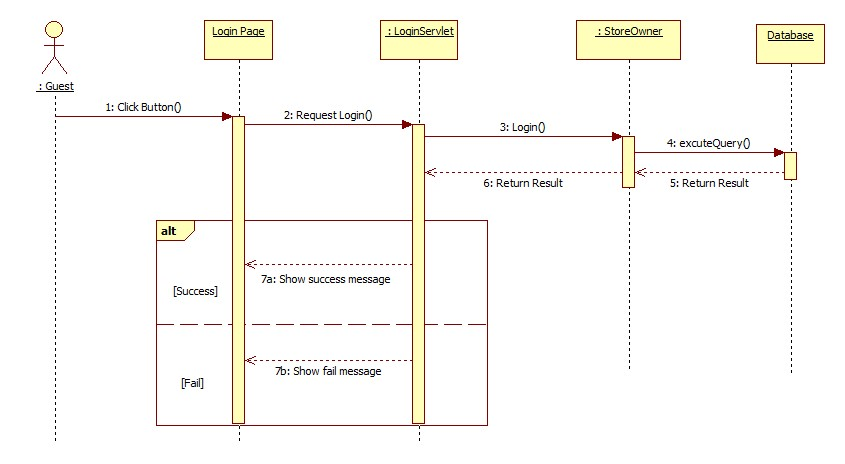 Login Page
: LoginServlet
: StoreOwner
Database
: Guest
1: Click Button()
2: Request Login()
3: Login()
4: excuteQuery()
6: Return Result
5: Return Result
alt
7a: Show success message
[Success]
7b: Show fail message
[Fail]